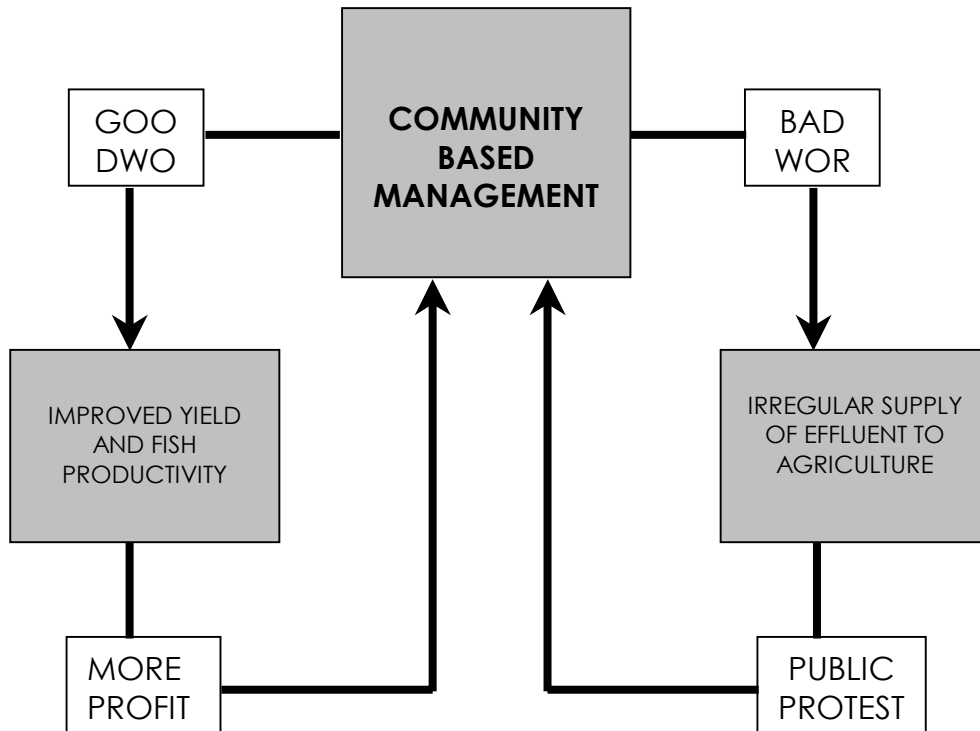 GOO
DWO
COMMUNITY
BASED
MANAGEMENT
BAD
WOR
IMPROVED YIELD
AND FISH
PRODUCTIVITY
IRREGULAR SUPPLY
OF EFFLUENT TO
AGRICULTURE
MORE
PROFIT
PUBLIC
PROTEST